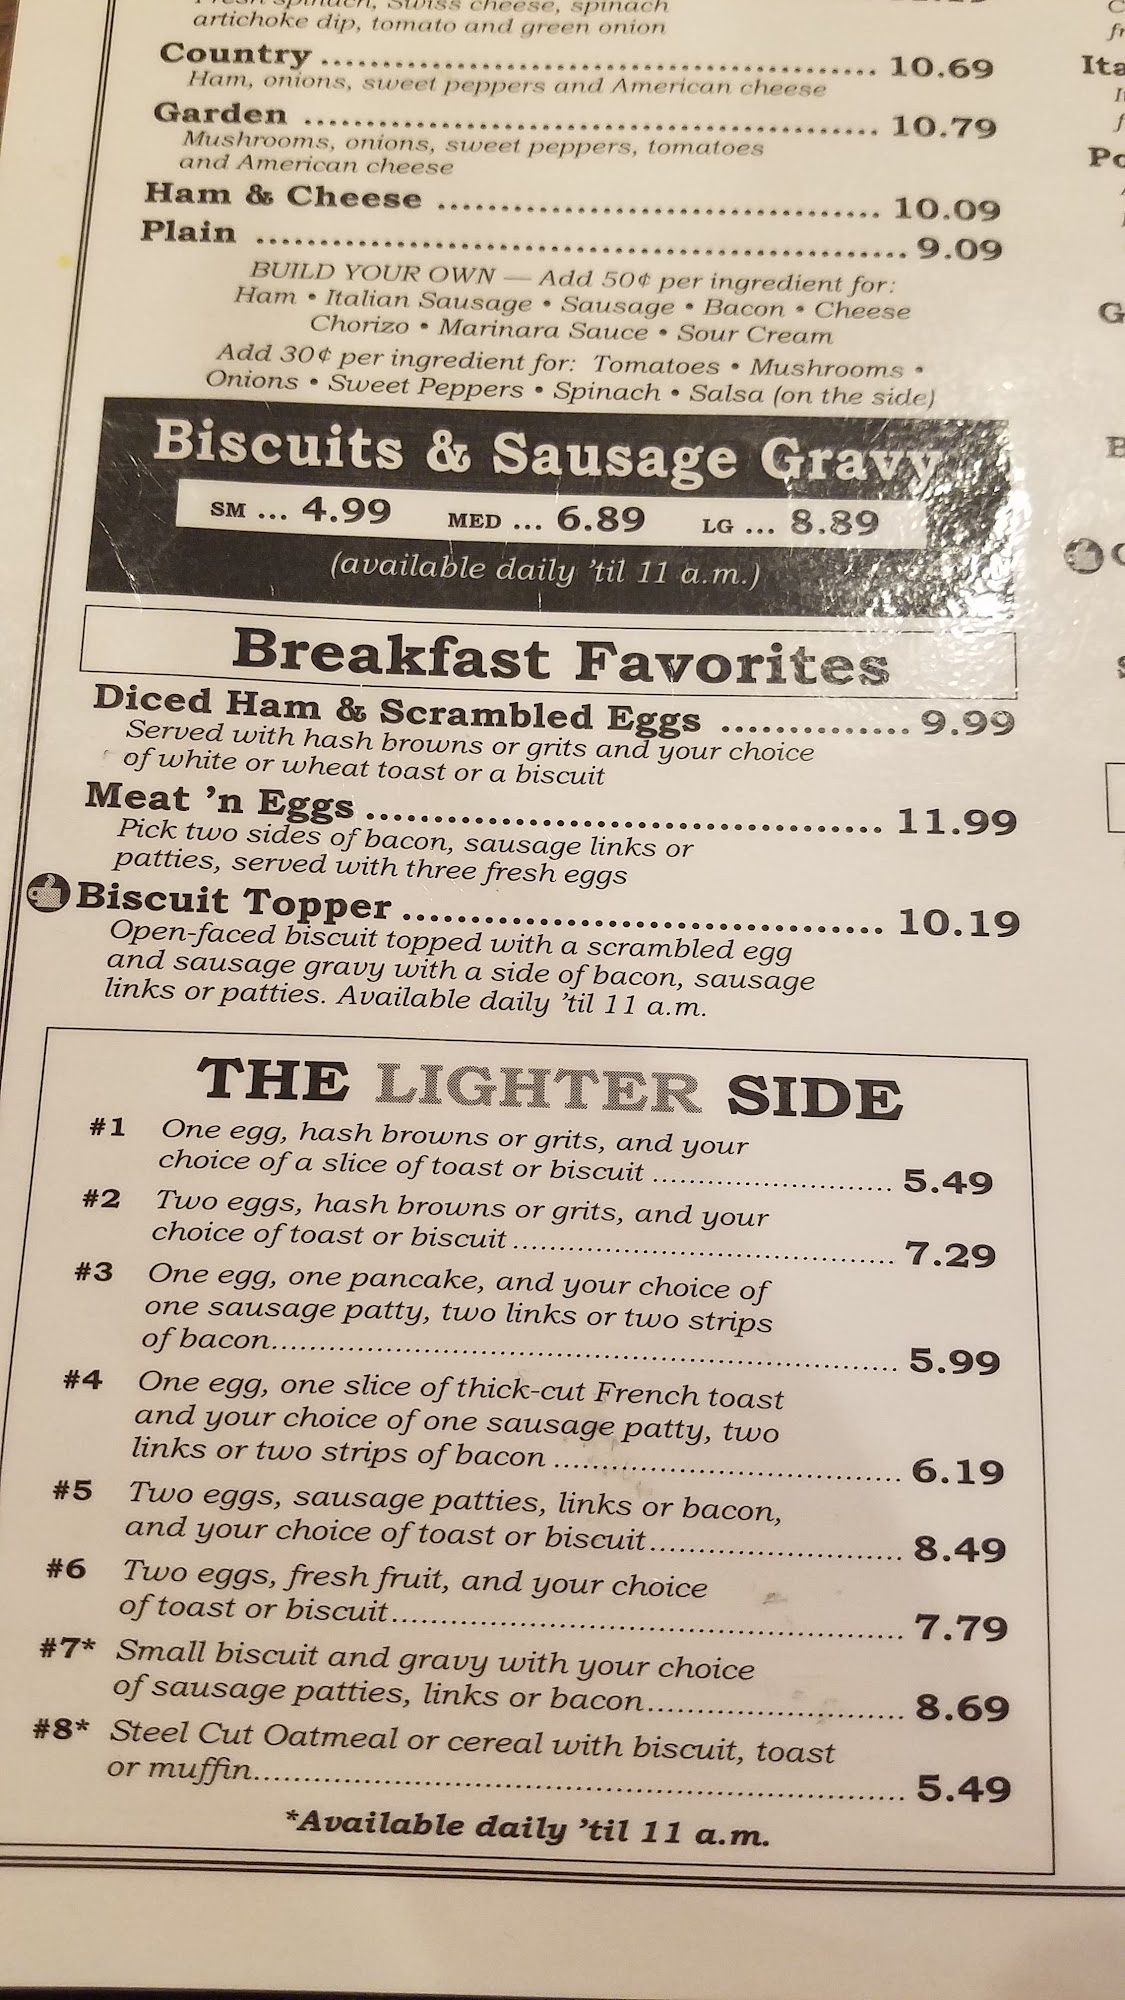 Fresh spinach, Swiss cheese, spinach
artichoke dip, tomato and green onion
Country ........ 10.69
Ham, onions, sweet peppers and American cheese
Garden ........ 10.79
Mushrooms, onions, sweet peppers, tomatoes
and American cheese
Ham & Cheese ........ 10.09
Plain ........ 9.09
BUILD YOUR OWN — Add 50¢ per ingredient for:
Ham • Italian Sausage • Sausage • Bacon • Cheese
Chorizo • Marinara Sauce • Sour Cream
Add 30¢ per ingredient for: Tomatoes • Mushrooms •
Onions • Sweet Peppers • Spinach • Salsa (on the side)
Biscuits & Sausage Gravy
SM ... 4.99 MED ... 6.89 LG ... 8.89
(available daily ’til 11 a.m.)
Breakfast Favorites
Diced Ham & Scrambled Eggs ........ 9.99
Served with hash browns or grits and your choice
of white or wheat toast or a biscuit
Meat ’n Eggs ........ 11.99
Pick two sides of bacon, sausage links or
patties, served with three fresh eggs
Biscuit Topper ........ 10.19
Open-faced biscuit topped with a scrambled egg
and sausage gravy with a side of bacon, sausage
links or patties. Available daily ’til 11 a.m.
THE LIGHTER SIDE
#1 One egg, hash browns or grits, and your
choice of a slice of toast or biscuit ........ 5.49
#2 Two eggs, hash browns or grits, and your
choice of toast or biscuit ........ 7.29
#3 One egg, one pancake, and your choice of
one sausage patty, two links or two strips
of bacon ........ 5.99
#4 One egg, one slice of thick-cut French toast
and your choice of one sausage patty, two
links or two strips of bacon ........ 6.19
#5 Two eggs, sausage patties, links or bacon,
and your choice of toast or biscuit ........ 8.49
#6 Two eggs, fresh fruit, and your choice
of toast or biscuit ........ 7.79
#7* Small biscuit and gravy with your choice
of sausage patties, links or bacon ........ 8.69
#8* Steel Cut Oatmeal or cereal with biscuit, toast
or muffin ........ 5.49
*Available daily ’til 11 a.m.